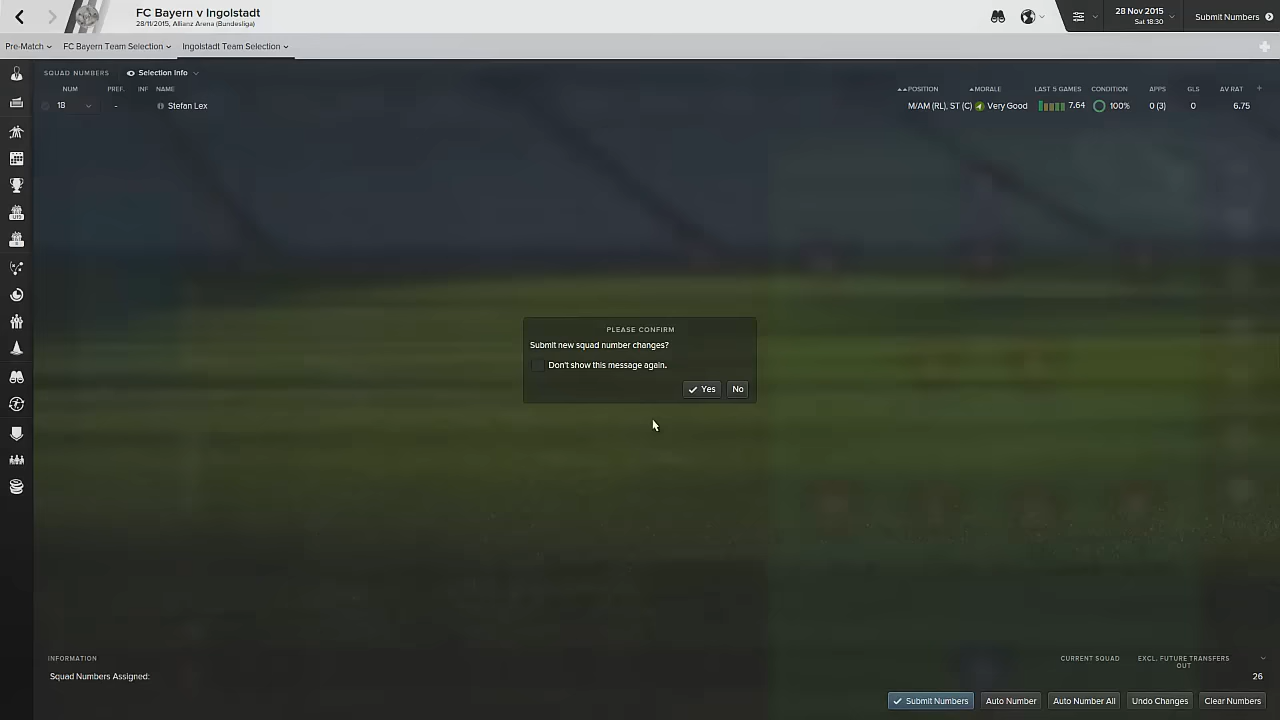 FC Bayern v Ingolstadt
28/11/2015, Allianz Arena (Bundesliga)
28 Nov 2015
Sat 18:30
Submit Numbers
Pre-Match
FC Bayern Team Selection
Ingolstadt Team Selection
SQUAD NUMBERS
Selection Info
NUM PREF. INF NAME POSITION MORALE LAST 5 GAMES CONDITION APPS GLS AV RAT
18 - Stefan Lex M/AM (RL), ST (C) Very Good 7.64 100% 0 (3) 0 6.75
PLEASE CONFIRM
Submit new squad number changes?
Don't show this message again.
Yes No
INFORMATION
CURRENT SQUAD
EXCL. FUTURE TRANSFERS
OUT
Squad Numbers Assigned:
26
Submit Numbers Auto Number Auto Number All Undo Changes Clear Numbers